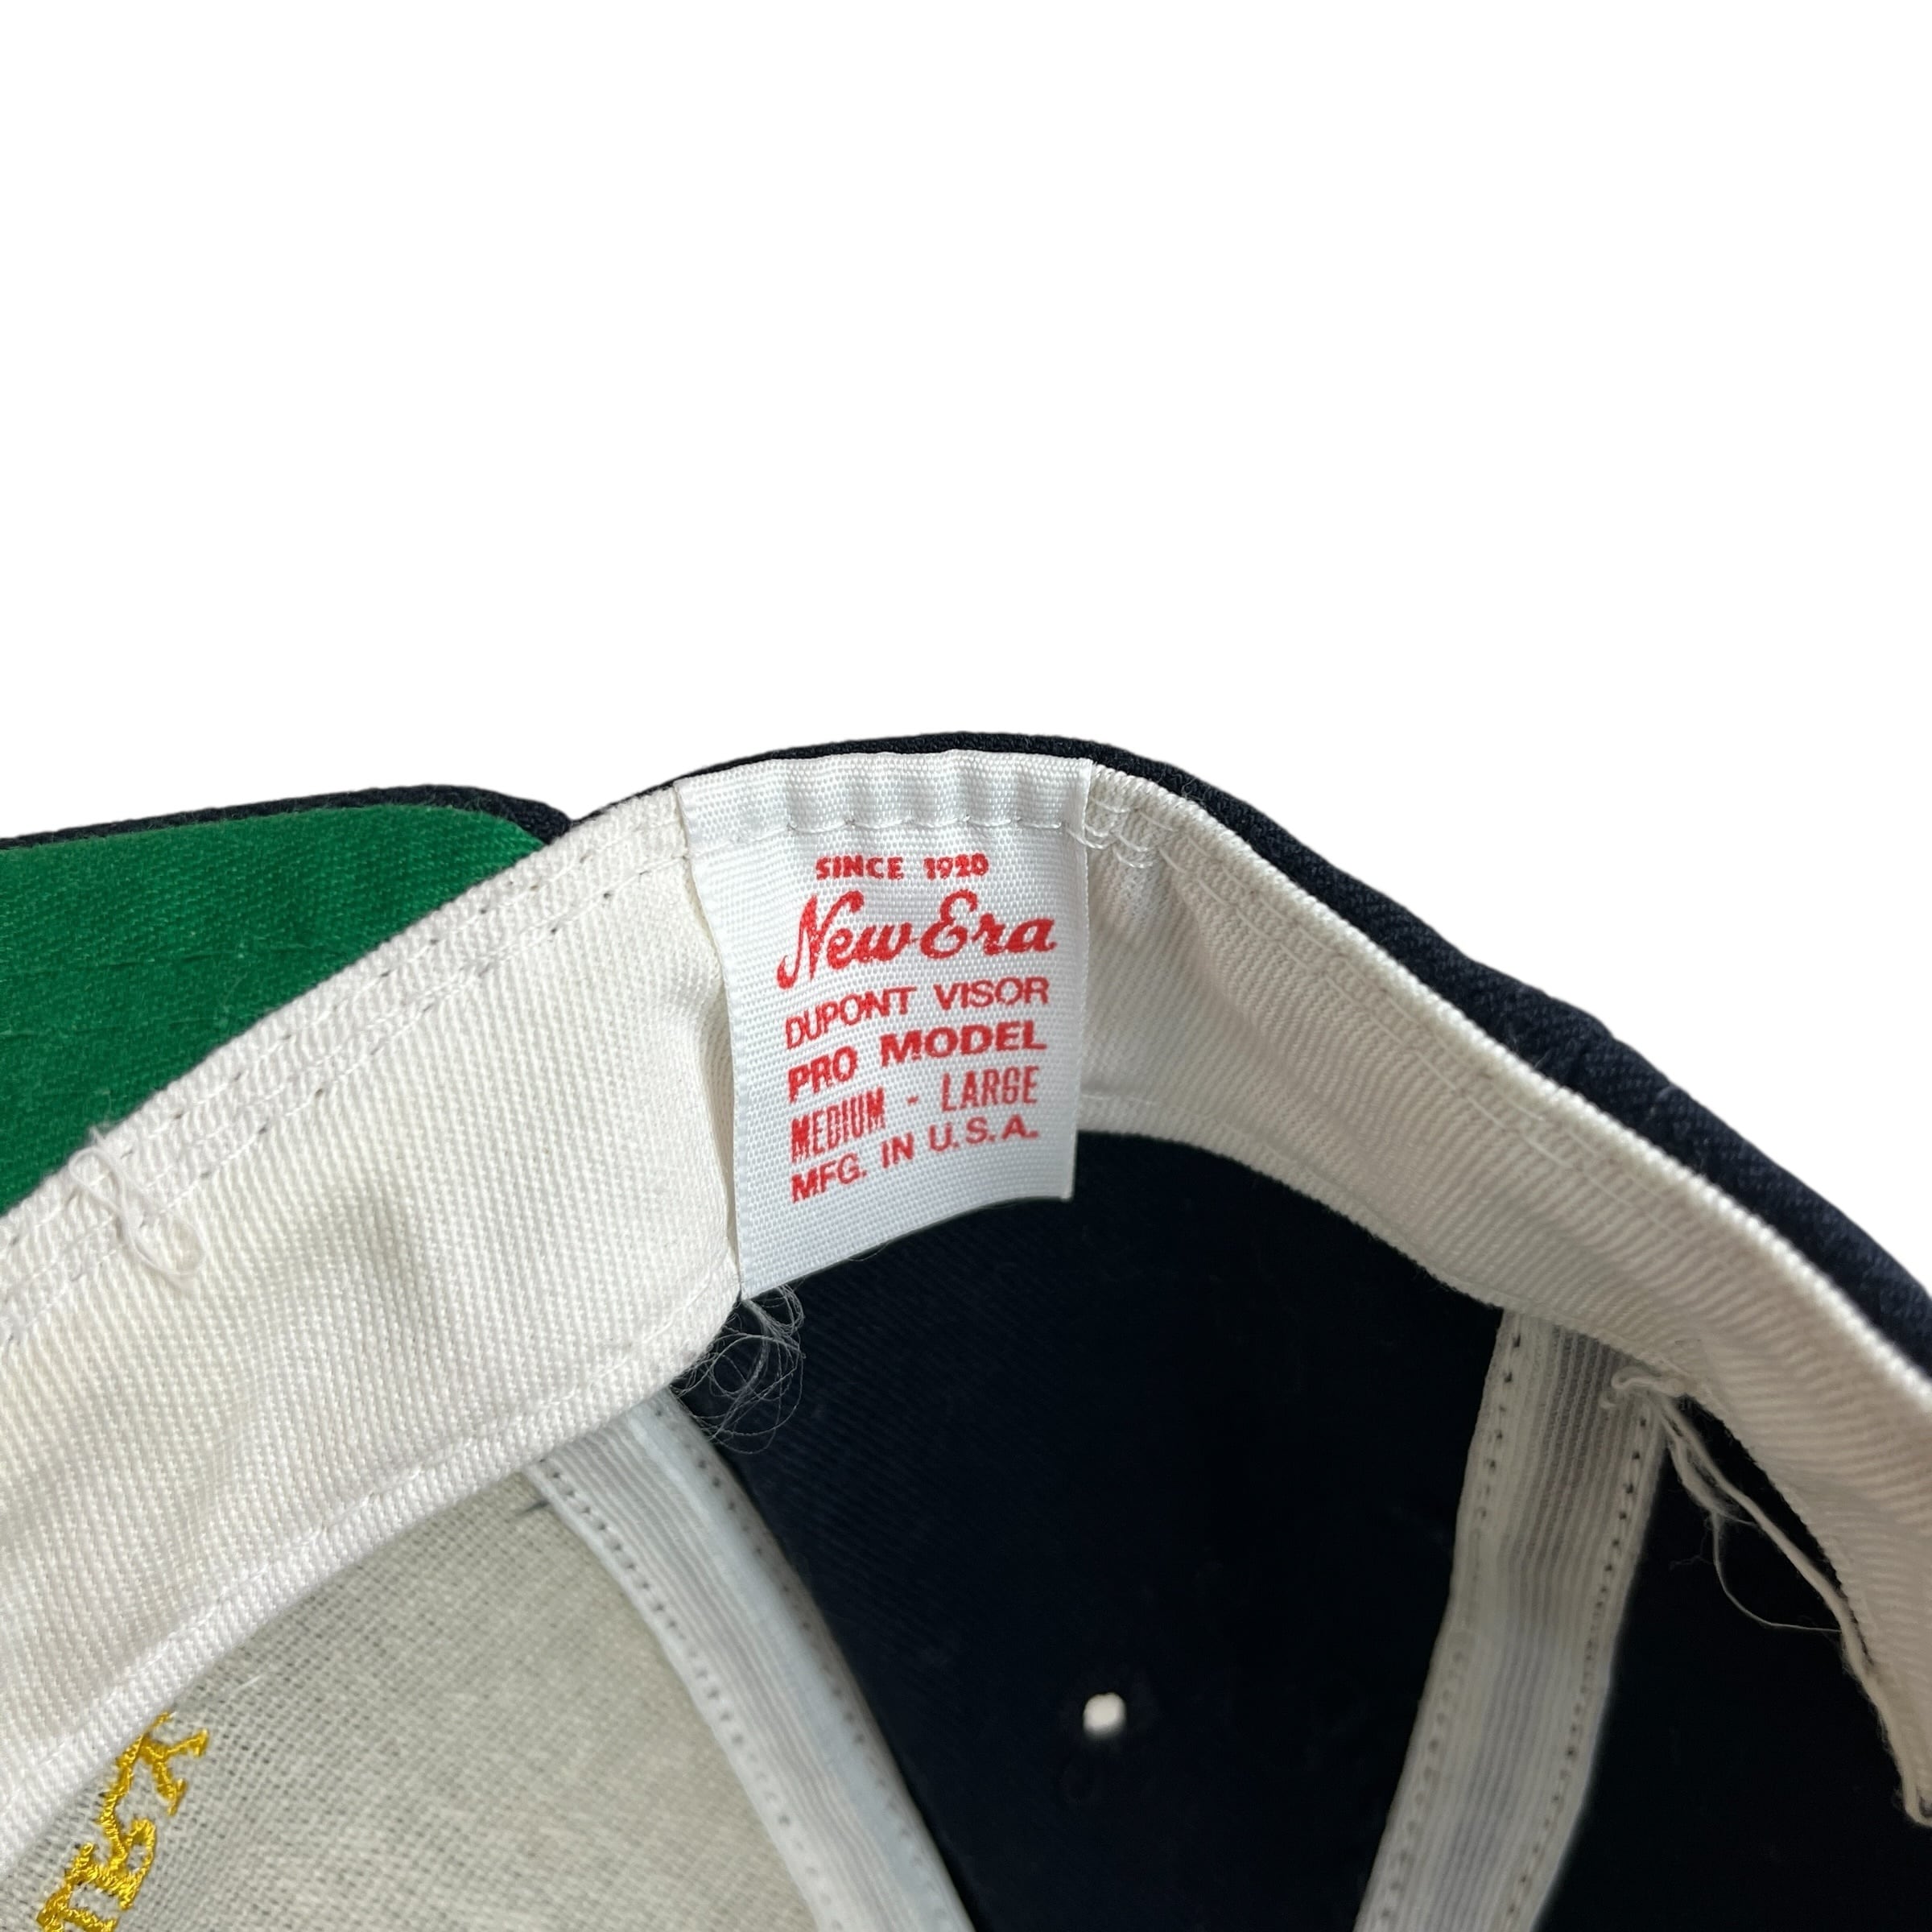 SINCE 1920
New Era
DUPONT VISOR
PRO MODEL
MEDIUM - LARGE
MFG. IN U.S.A.